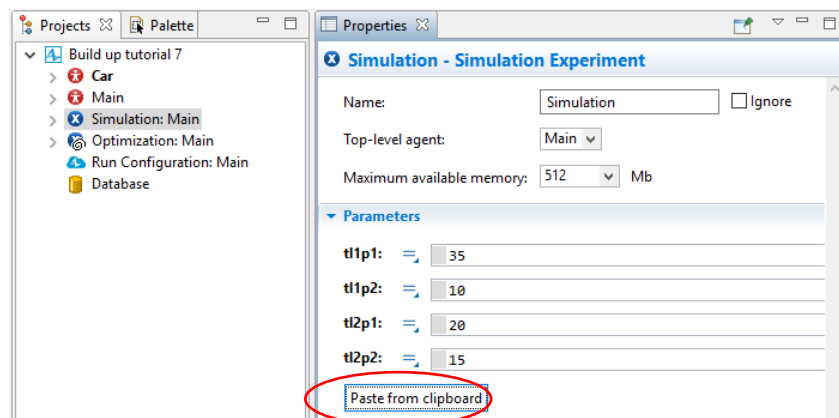 Projects Palette
Build up tutorial 7
Car
Main
Simulation: Main
Optimization: Main
Run Configuration: Main
Database
Properties
Simulation - Simulation Experiment
Name: Simulation Ignore
Top-level agent: Main
Maximum available memory: 512 Mb
Parameters
tl1p1: 35
tl1p2: 10
tl2p1: 20
tl2p2: 15
Paste from clipboard